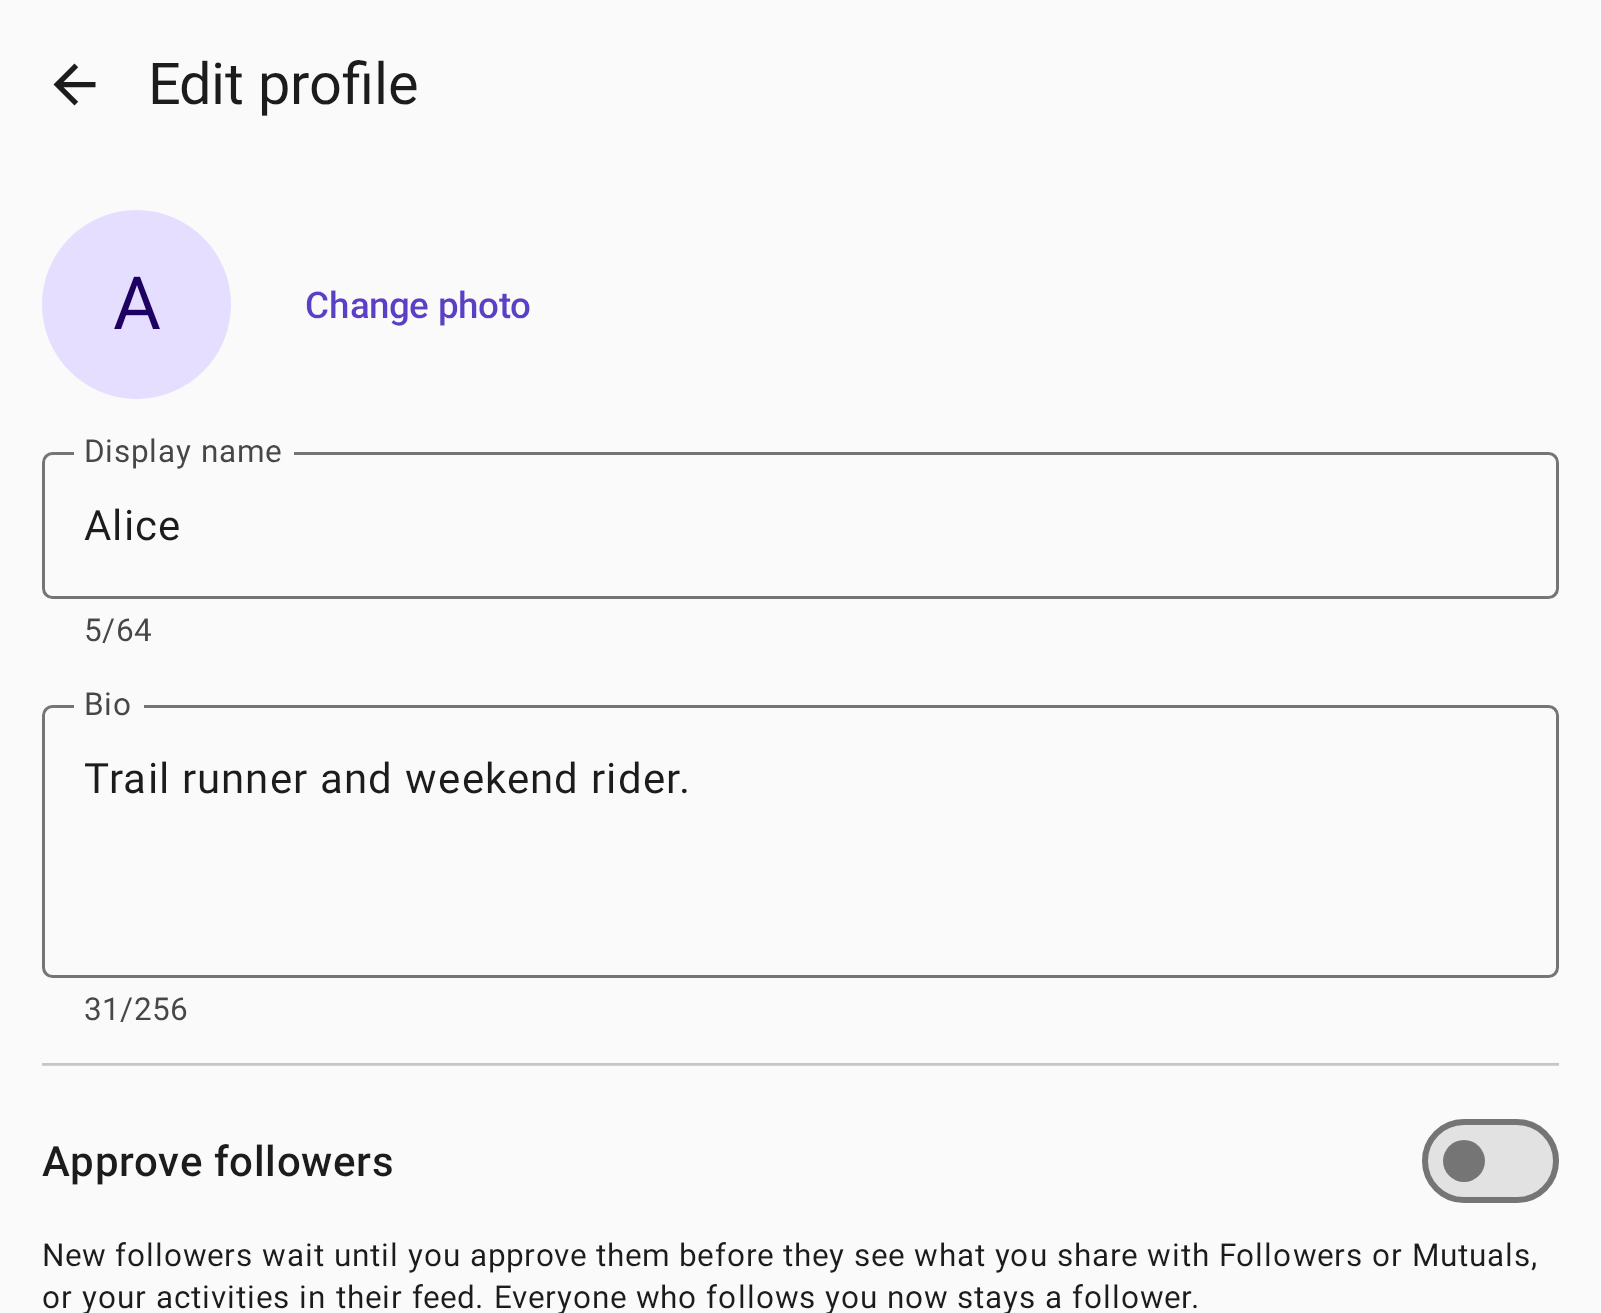 Edit profile
A
Change photo
Display name
Alice
5/64
Bio
Trail runner and weekend rider.
31/256
Approve followers
New followers wait until you approve them before they see what you share with Followers or Mutuals,
or your activities in their feed. Everyone who follows you now stays a follower.